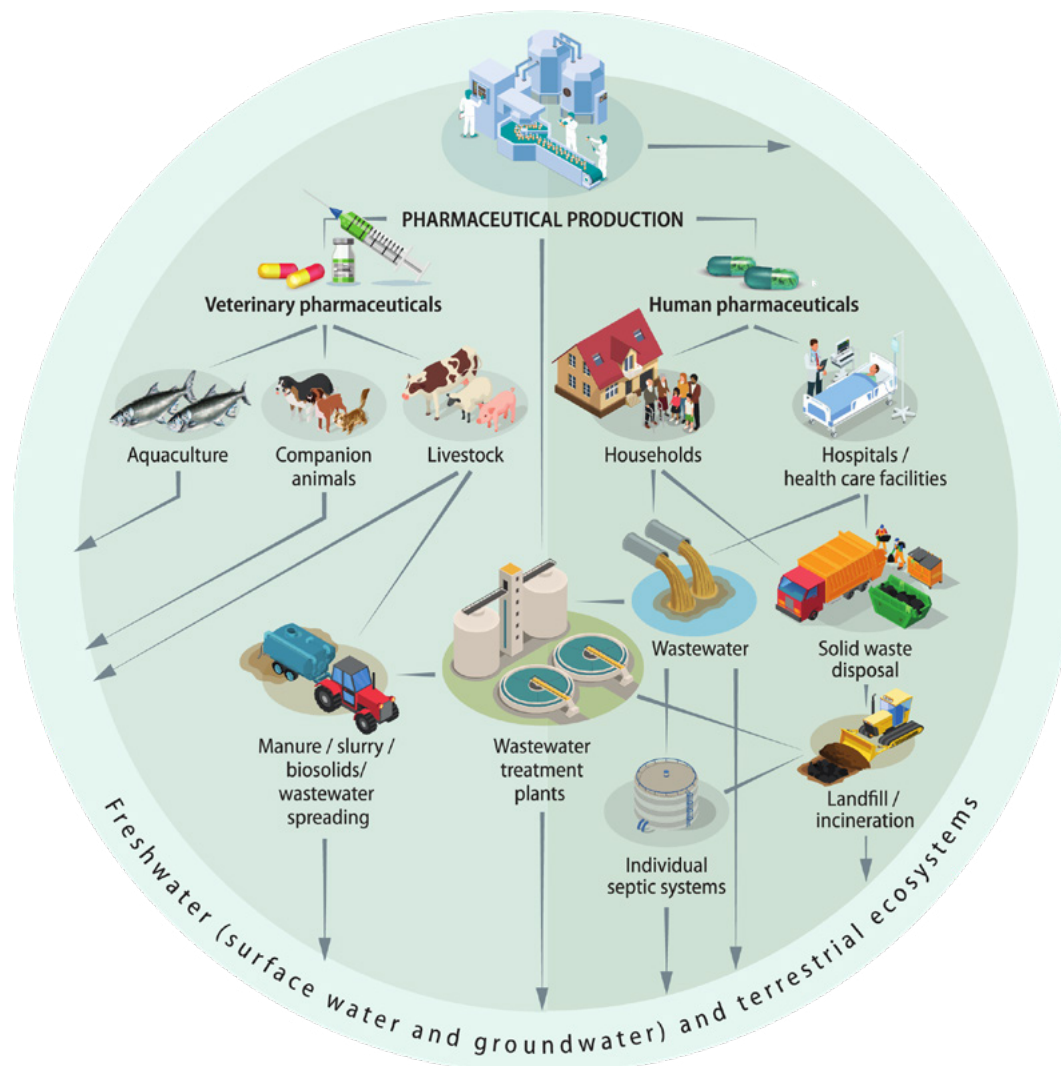 PHARMACEUTICAL PRODUCTION
Veterinary pharmaceuticals
Human pharmaceuticals
Aquaculture
Companion
animals
Livestock
Households
Hospitals /
health care facilities
Wastewater
Solid waste
disposal
Manure / slurry /
biosolids/
wastewater
spreading
Wastewater
treatment
plants
Individual
septic systems
Landfill /
incineration
Freshwater (surface water and groundwater) and terrestrial ecosystems